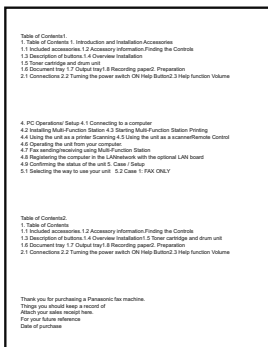 Table of Contents1.
1. Table of Contents 1. Introduction and Installation Accessories
1.1 Included accessories.1.2 Accessory information.Finding the Controls
1.3 Description of buttons.1.4 Overview Installation
1.5 Toner cartridge and drum unit
1.6 Document tray 1.7 Output tray1.8 Recording paper2. Preparation
2.1 Connections 2.2 Turning the power switch ON Help Button2.3 Help function Volume
4. PC Operations/ Setup 4.1 Connecting to a computer
4.2 Installing Multi-Function Station 4.3 Starting Multi-Function Station Printing
4.4 Using the unit as a printer Scanning 4.5 Using the unit as a scannerRemote Control
4.6 Operating the unit from your computer.
4.7 Fax sending/receiving using Multi-Function Station
4.8 Registering the computer in the LANnetwork with the optional LAN board
4.9 Confirming the status of the unit 5. Case / Setup
5.1 Selecting the way to use your unit 5.2 Case 1: FAX ONLY
Table of Contents2.
1. Table of Contents
1.1 Included accessories.1.2 Accessory information.Finding the Controls
1.3 Description of buttons.1.4 Overview Installation1.5 Toner cartridge and drum unit
1.6 Document tray 1.7 Output tray1.8 Recording paper2. Preparation
2.1 Connections 2.2 Turning the power switch ON Help Button2.3 Help function Volume
Thank you for purchasing a Panasonic fax machine.
Things you should keep a record of
Attach your sales receipt here.
For your future reference
Date of purchase